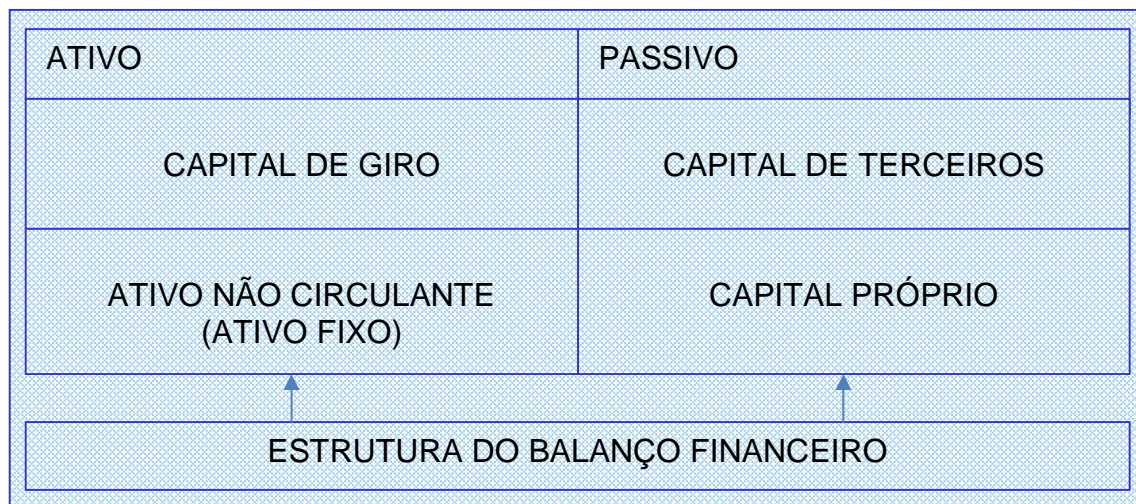 ATIVO
PASSIVO
CAPITAL DE GIRO
CAPITAL DE TERCEIROS
ATIVO NÃO CIRCULANTE
(ATIVO FIXO)
CAPITAL PRÓPRIO
ESTRUTURA DO BALANÇO FINANCEIRO